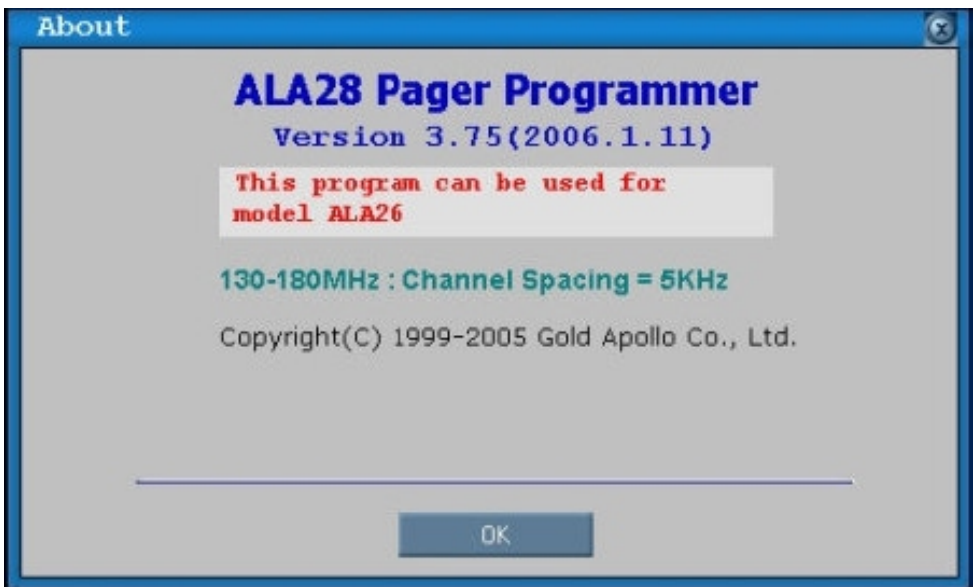 About
ALA28 Pager Programmer
Version 3.75(2006.1.11)
This program can be used for
model ALA26
130-180MHz : Channel Spacing = 5KHz
Copyright(C) 1999-2005 Gold Apollo Co., Ltd.
OK